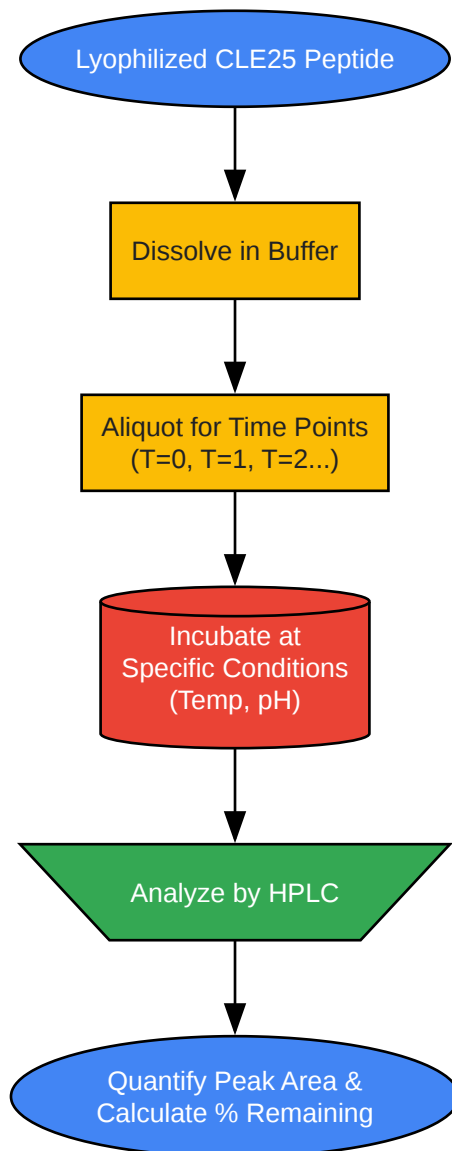 Lyophilized CLE25 Peptide
Dissolve in Buffer
Aliquot for Time Points
(T=0, T=1, T=2...)
Incubate at
Specific Conditions
(Temp, pH)
Analyze by HPLC
Quantify Peak Area &
Calculate % Remaining